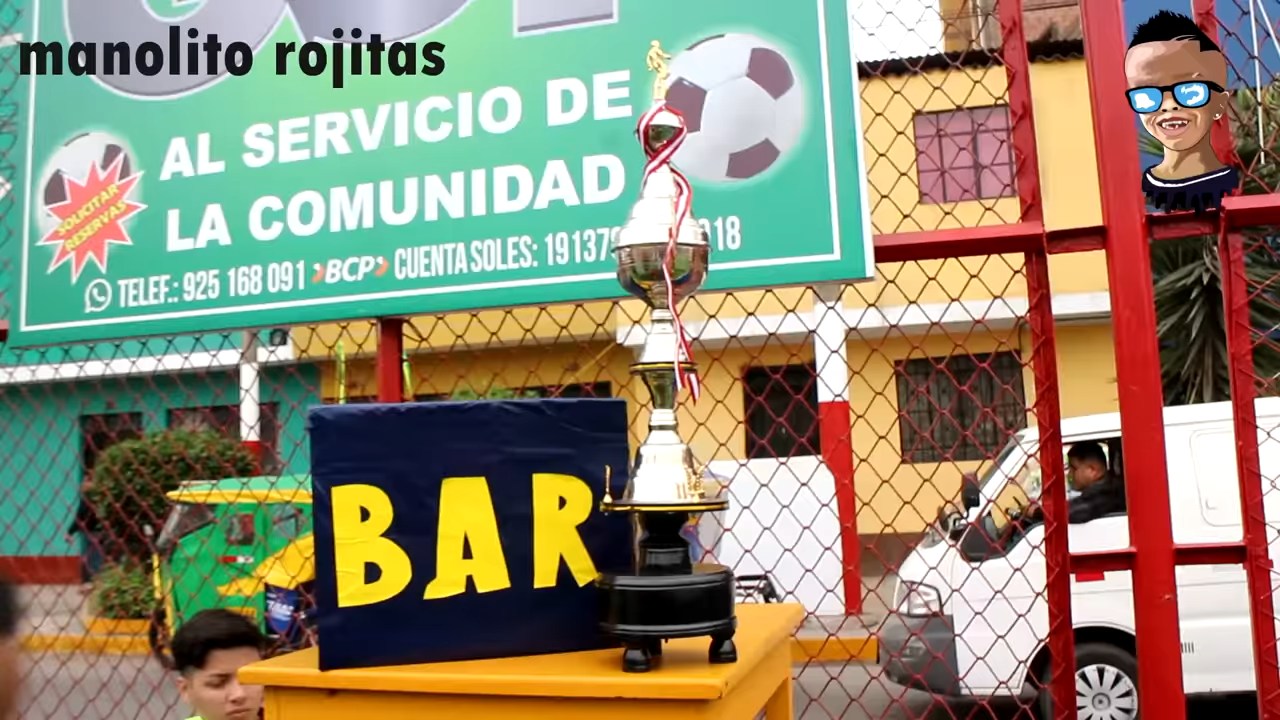 manolito rojitas
AL SERVICIO DE
LA COMUNIDAD
SOLICITAR
RESERVAS
TELEF.: 925 168 091 BCP CUENTA SOLES:
BAR